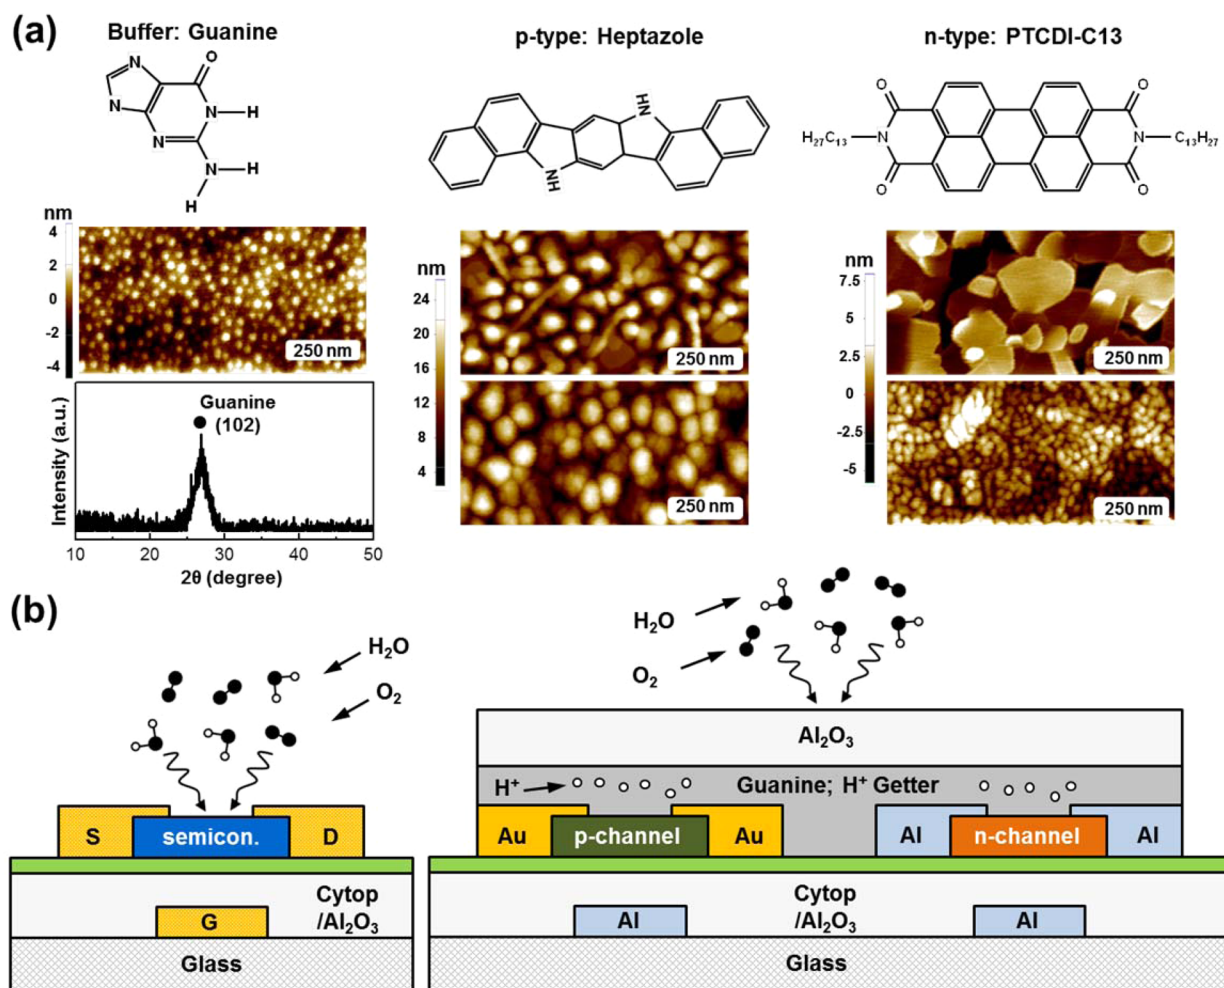 (a)
Buffer: Guanine
p-type: Heptazole
n-type: PTCDI-C13
N
O
N
N
N
H
N
H
H
HN
NH
O
O
H₂₇C₁₃
N
N
C₁₃H₂₇
O
O
nm
4
2
0
-2
-4
250 nm
nm
24
20
16
12
8
4
250 nm
250 nm
nm
7.5
5
2.5
0
-2.5
-5
250 nm
250 nm
Intensity (a.u.)
Guanine
(102)
10
20
30
40
50
2θ (degree)
(b)
H₂O
O₂
S
semicon.
D
Cytop
/Al₂O₃
G
Glass
H₂O
O₂
Al₂O₃
H⁺
Guanine; H⁺ Getter
Au
p-channel
Au
Al
n-channel
Al
Cytop
/Al₂O₃
Al
Al
Glass